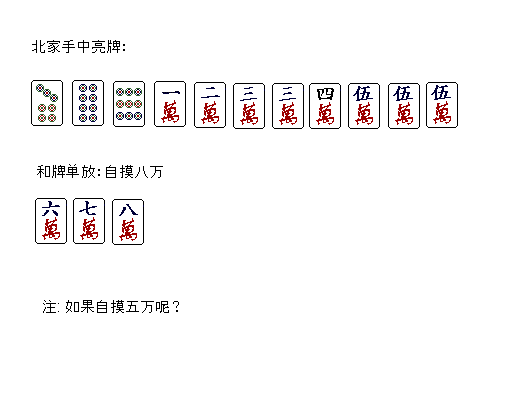 北家手中亮牌:
一萬 二萬 三萬 三萬 四萬 伍萬 伍萬 伍萬
和牌单放:自摸八万
六萬 七萬 八萬
注: 如果自摸五万呢?